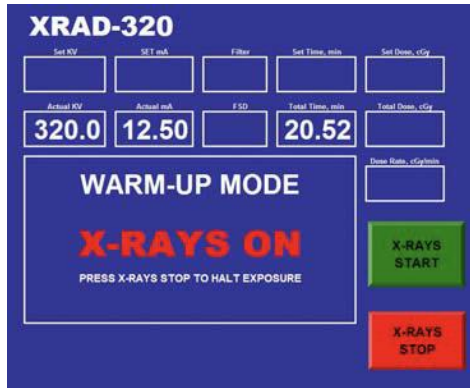 XRAD-320
Set KV SET mA Filter Set Time, min Set Dose, cGy
Actual KV Actual mA FSD Total Time, min Total Dose, cGy
320.0 12.50 20.52
Dose Rate, cGy/min
WARM-UP MODE
X-RAYS ON
PRESS X-RAYS STOP TO HALT EXPOSURE
X-RAYS
START
X-RAYS
STOP